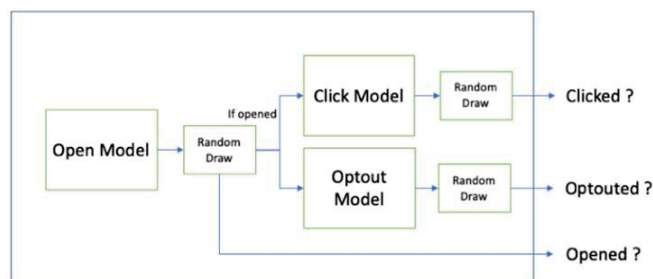 Open Model
Random
Draw
If opened
Click Model
Random
Draw
Clicked ?
Optout
Model
Random
Draw
Optouted ?
Opened ?